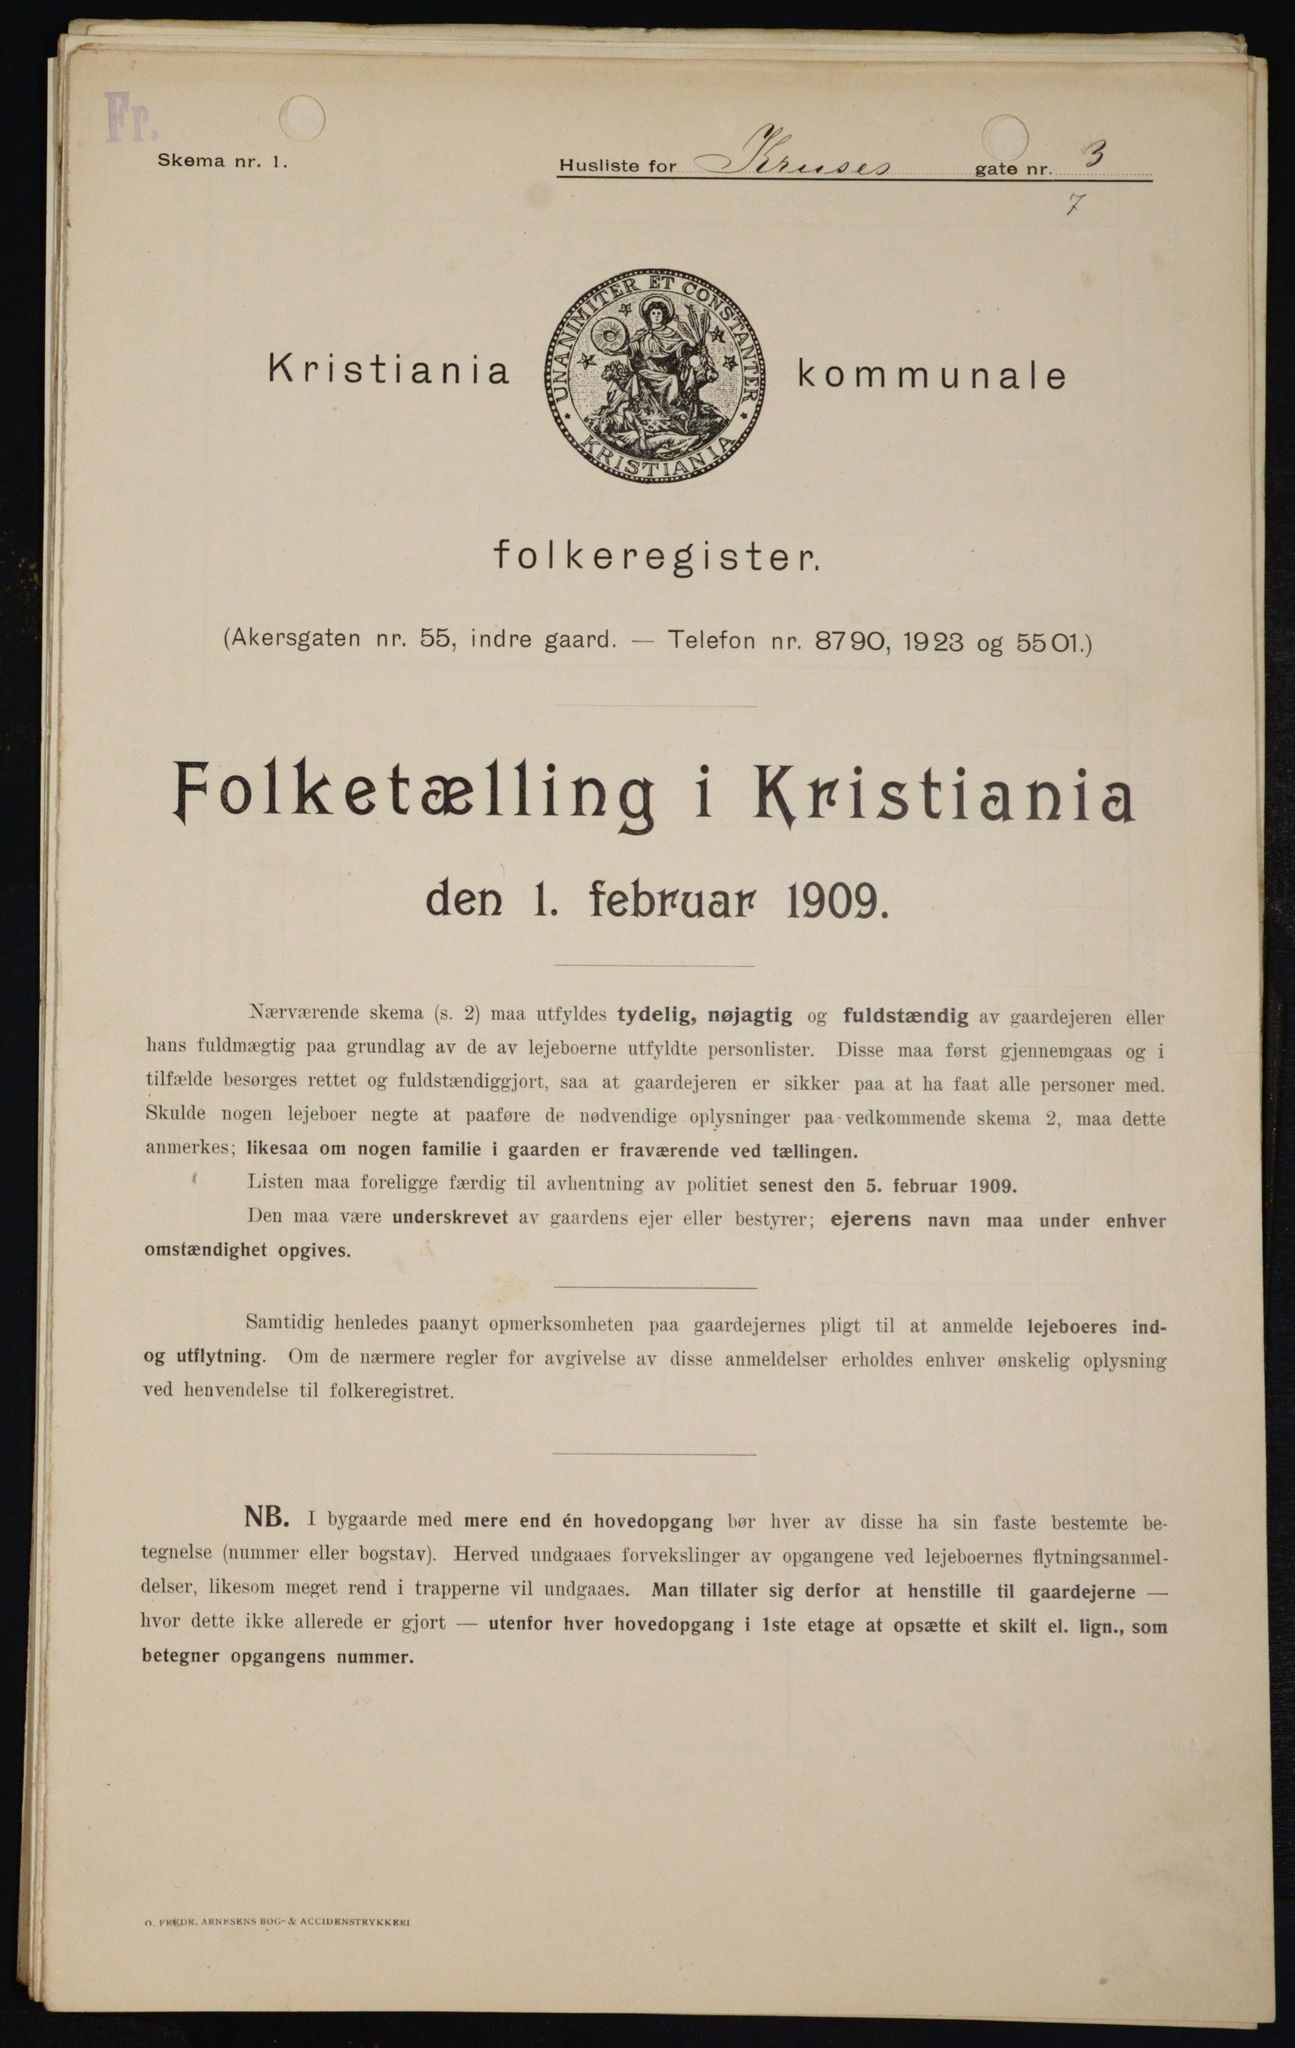 Fr.
Skema nr. 1.
Husliste for Kruses gate nr. 3
7
Kristiania kommunale
UNANIMITER ET CONSTANTER
KRISTIANIA
folkeregister.
(Akersgaten nr. 55, indre gaard. — Telefon nr. 8790, 1923 og 5501.)
Folketælling i Kristiania
den 1. februar 1909.
Nærværende skema (s. 2) maa utfyldes tydelig, nøjagtig og fuldstændig av gaardejeren eller
hans fuldmægtig paa grundlag av de av lejeboerne utfyldte personlister. Disse maa først gjennemgaas og i
tilfælde besørges rettet og fuldstændiggjort, saa at gaardejeren er sikker paa at ha faat alle personer med.
Skulde nogen lejeboer negte at paaføre de nødvendige oplysninger paa vedkommende skema 2, maa dette
anmerkes; likesaa om nogen familie i gaarden er fraværende ved tællingen.
Listen maa foreligge færdig til avhentning av politiet senest den 5. februar 1909.
Den maa være underskrevet av gaardens ejer eller bestyrer; ejerens navn maa under enhver
omstændighet opgives.
Samtidig henledes paanyt opmerksomheten paa gaardejernes pligt til at anmelde lejeboeres ind-
og utflytning. Om de nærmere regler for avgivelse av disse anmeldelser erholdes enhver ønskelig oplysning
ved henvendelse til folkeregistret.
NB. I bygaarde med mere end én hovedopgang bør hver av disse ha sin faste bestemte be-
tegnelse (nummer eller bogstav). Herved undgaaes forvekslinger av opgangene ved lejeboernes flytningsanmel-
delser, likesom meget rend i trapperne vil undgaaes. Man tillater sig derfor at henstille til gaardejerne —
hvor dette ikke allerede er gjort — utenfor hver hovedopgang i 1ste etage at opsætte et skilt el. lign., som
betegner opgangens nummer.
O. FREDR. ARNESENS BOG- & ACCIDENSTRYKKERI